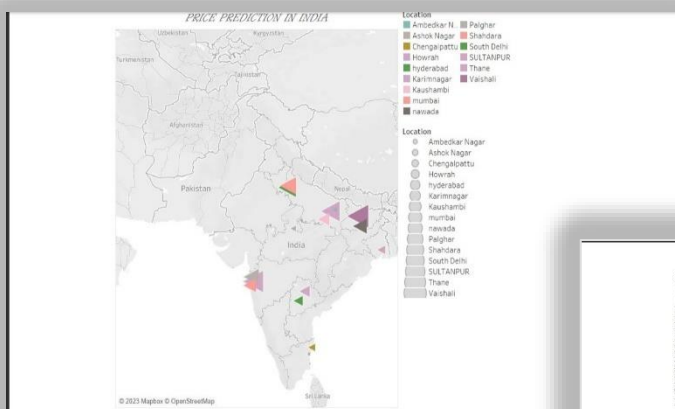 PRICE PREDICTION IN INDIA
Uzbekistan
Kyrgyzstan
Turkmenistan
Tajikistan
Afghanistan
Pakistan
Nepal
India
Sri Lanka
© 2023 Mapbox © OpenStreetMap
Location
Ambedkar N..
Ashok Nagar
Chengalpattu
Howrah
hyderabad
Karimnagar
Kaushambi
mumbai
nawada
Palghar
Shahdara
South Delhi
SULTANPUR
Thane
Vaishali
Location
Ambedkar Nagar
Ashok Nagar
Chengalpattu
Howrah
hyderabad
Karimnagar
Kaushambi
mumbai
nawada
Palghar
Shahdara
South Delhi
SULTANPUR
Thane
Vaishali